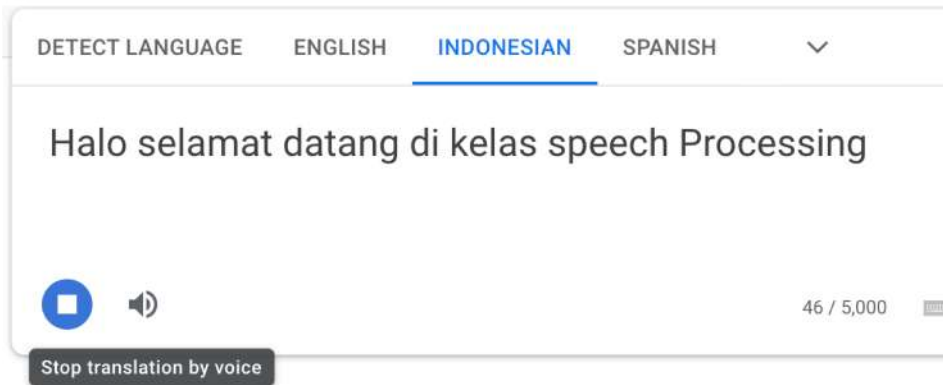 DETECT LANGUAGE ENGLISH INDONESIAN SPANISH
Halo selamat datang di kelas speech Processing
46 / 5,000
Stop translation by voice